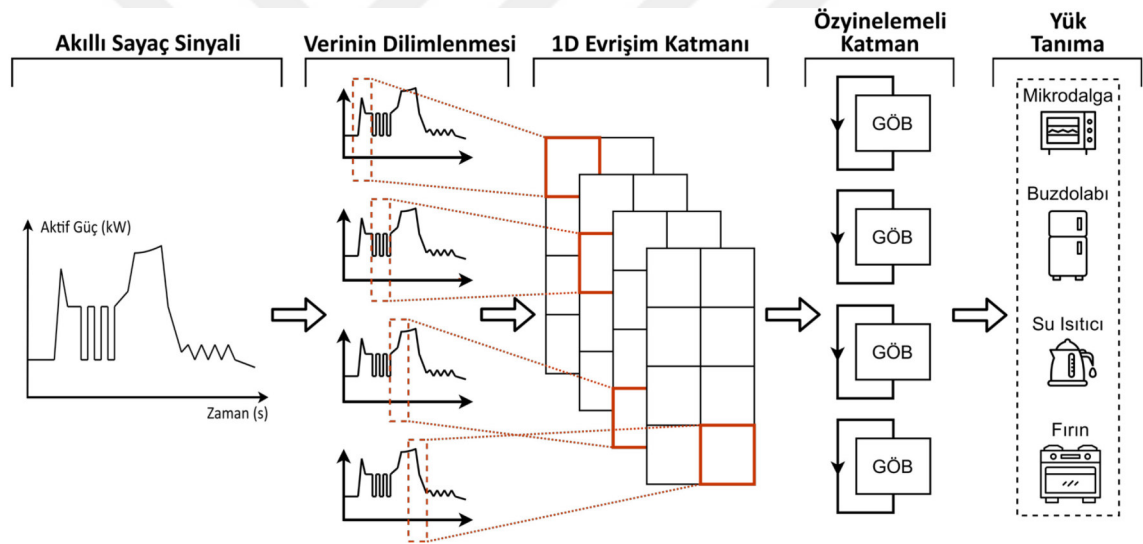 Akıllı Sayaç Sinyali
Verinin Dilimlenmesi
1D Evrişim Katmanı
Özyinelemeli
Katman
Yük
Tanıma
Aktif Güç (kW)
Zaman (s)
GÖB
GÖB
GÖB
GÖB
Mikrodalga
Buzdolabı
Su Isıtıcı
Fırın